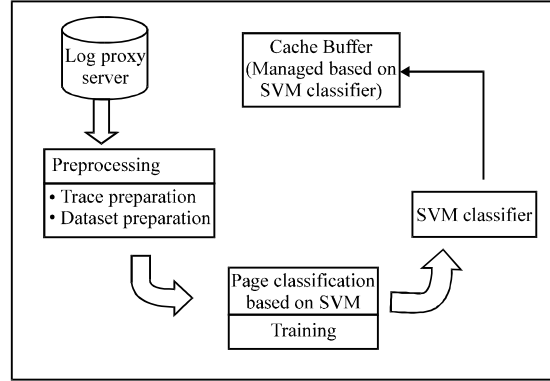 Log proxy
server
Cache Buffer
(Managed based on
SVM classifier)
Preprocessing
• Trace preparation
• Dataset preparation
SVM classifier
Page classification
based on SVM
Training